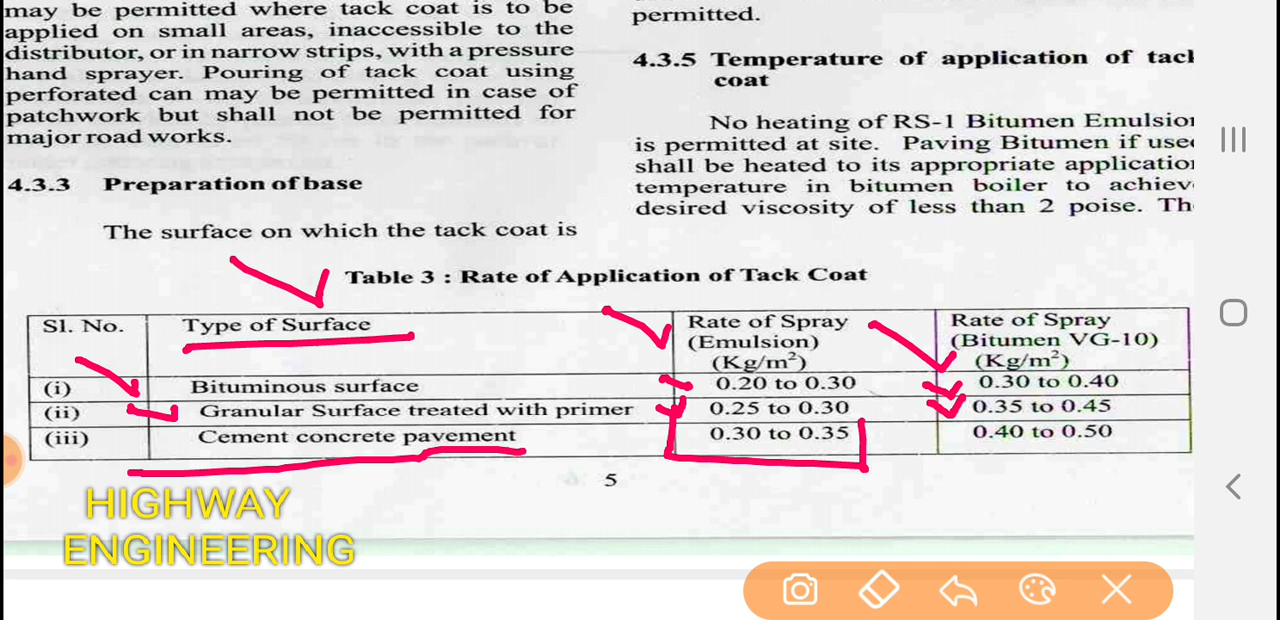 may be permitted where tack coat is to be
applied on small areas, inaccessible to the
distributor, or in narrow strips, with a pressure
hand sprayer. Pouring of tack coat using
perforated can may be permitted in case of
patchwork but shall not be permitted for
major road works.
4.3.3 Preparation of base
The surface on which the tack coat is
permitted.
4.3.5 Temperature of application of tack
coat
No heating of RS-1 Bitumen Emulsion
is permitted at site. Paving Bitumen if used
shall be heated to its appropriate application
temperature in bitumen boiler to achiev
desired viscosity of less than 2 poise. Th
Table 3 : Rate of Application of Tack Coat
Sl. No. Type of Surface Rate of Spray (Emulsion) (Kg/m²) Rate of Spray (Bitumen VG-10) (Kg/m²)
(i) Bituminous surface 0.20 to 0.30 0.30 to 0.40
(ii) Granular Surface treated with primer 0.25 to 0.30 0.35 to 0.45
(iii) Cement concrete pavement 0.30 to 0.35 0.40 to 0.50
5
HIGHWAY
ENGINEERING